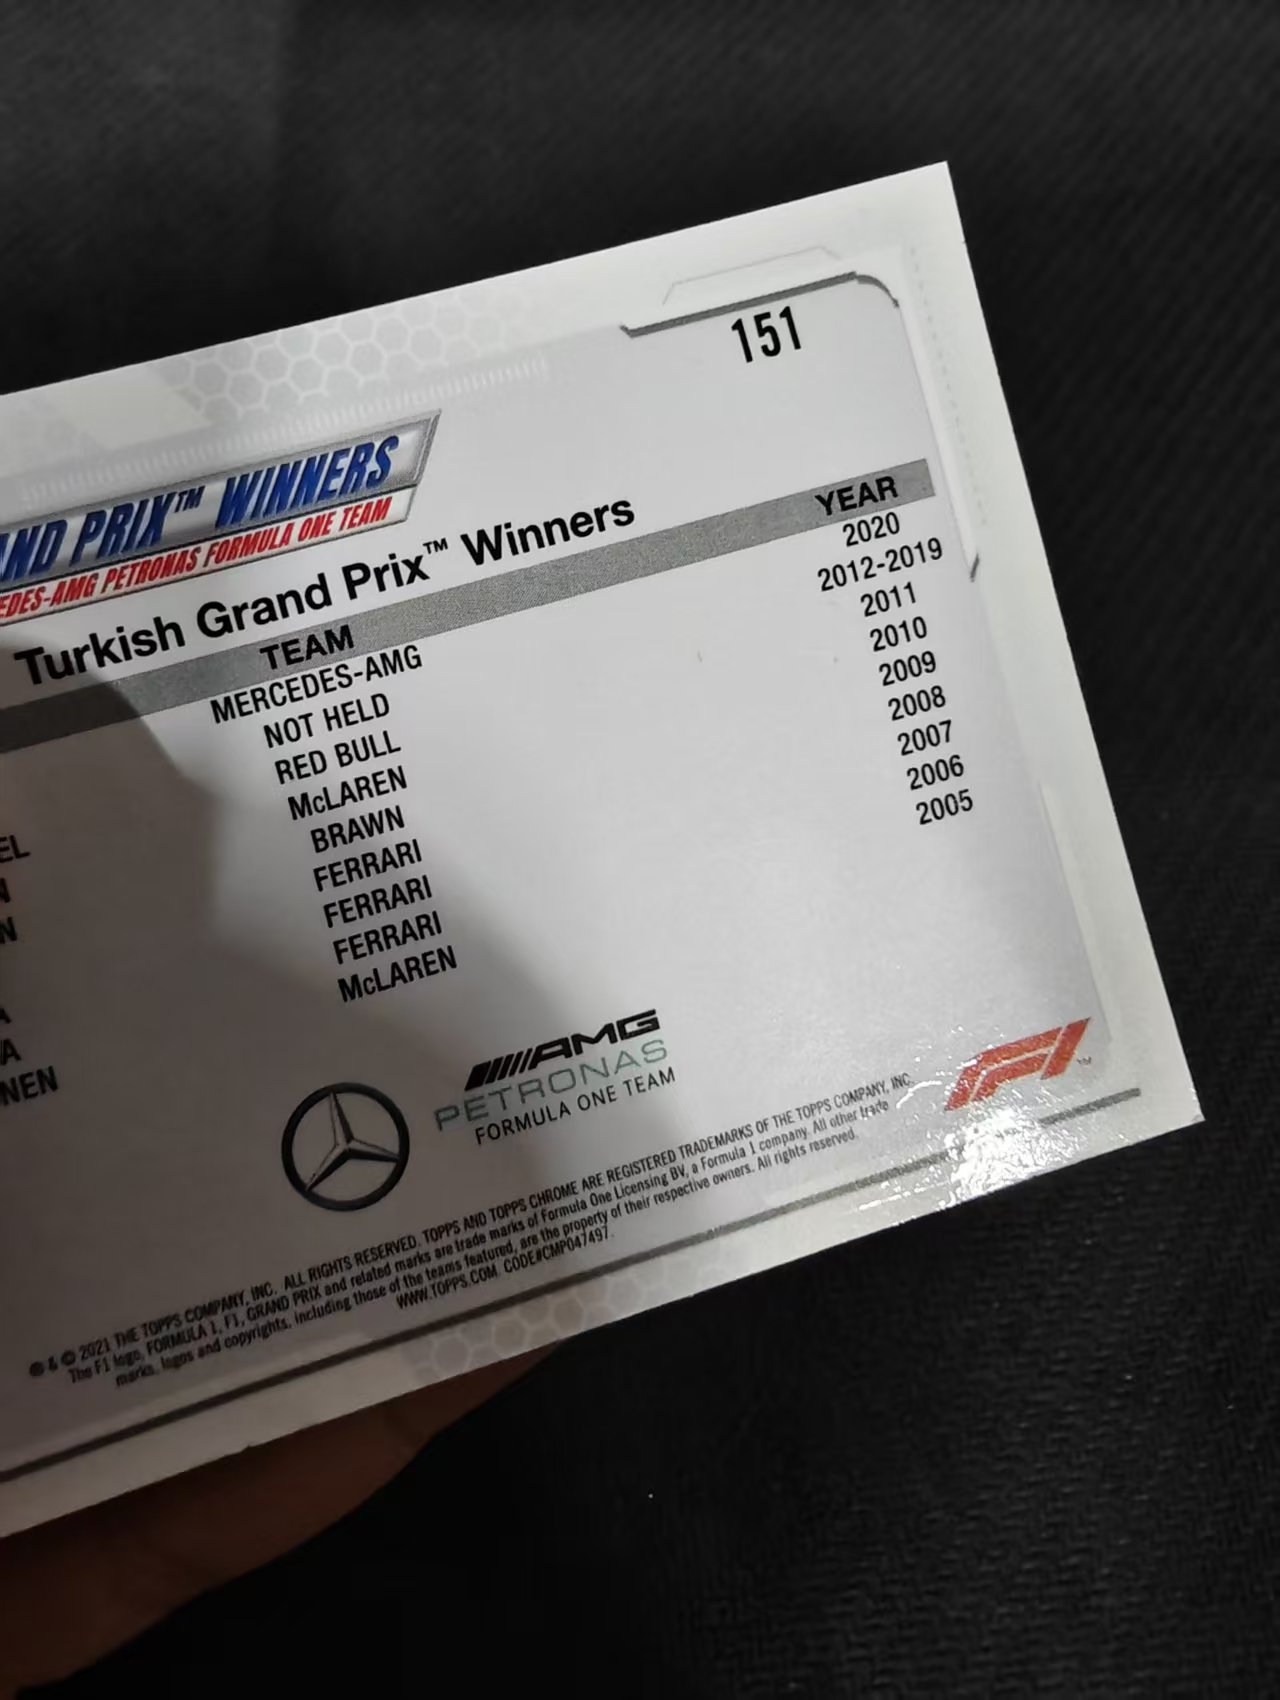 151
AND PRIX™ WINNERS
EDES-AMG PETRONAS FORMULA ONE TEAM
Turkish Grand Prix™ Winners
TEAM YEAR
MERCEDES-AMG 2020
NOT HELD 2012-2019
EL RED BULL 2011
N McLAREN 2010
N BRAWN 2009
FERRARI 2008
A FERRARI 2007
A FERRARI 2006
NEN McLAREN 2005
AMG
PETRONAS
FORMULA ONE TEAM
F1™
® & © 2021 THE TOPPS COMPANY, INC. ALL RIGHTS RESERVED. TOPPS AND TOPPS CHROME ARE REGISTERED TRADEMARKS OF THE TOPPS COMPANY, INC.
The F1 logo, FORMULA 1, F1, GRAND PRIX and related marks are trade marks of Formula One Licensing BV, a Formula 1 company. All other trade
marks, logos and copyrights, including those of the teams featured, are the property of their respective owners. All rights reserved.
WWW.TOPPS.COM CODE#CMP047497.